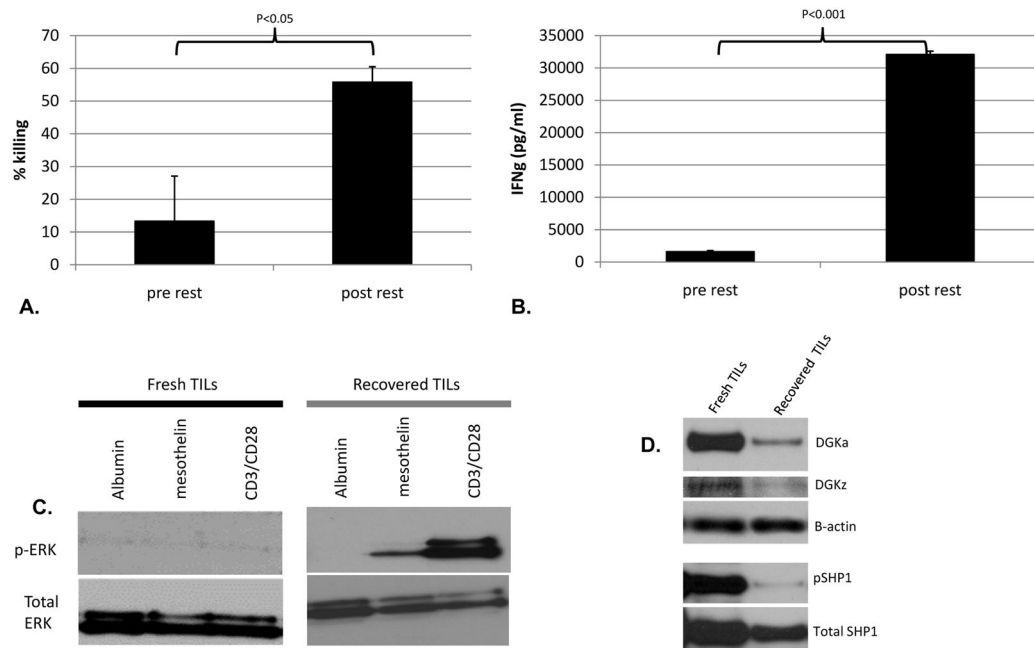 P<0.05
70
60
50
40
30
20
10
0
% killing
pre rest
post rest
A.
P<0.001
35000
30000
25000
20000
15000
10000
5000
0
IFNg (pg/ml)
pre rest
post rest
B.
Fresh TILs
Recovered TILs
Albumin
mesothelin
CD3/CD28
Albumin
mesothelin
CD3/CD28
C.
p-ERK
Total
ERK
Fresh TILs
Recovered TILs
D.
DGKa
DGKz
B-actin
pSHP1
Total SHP1